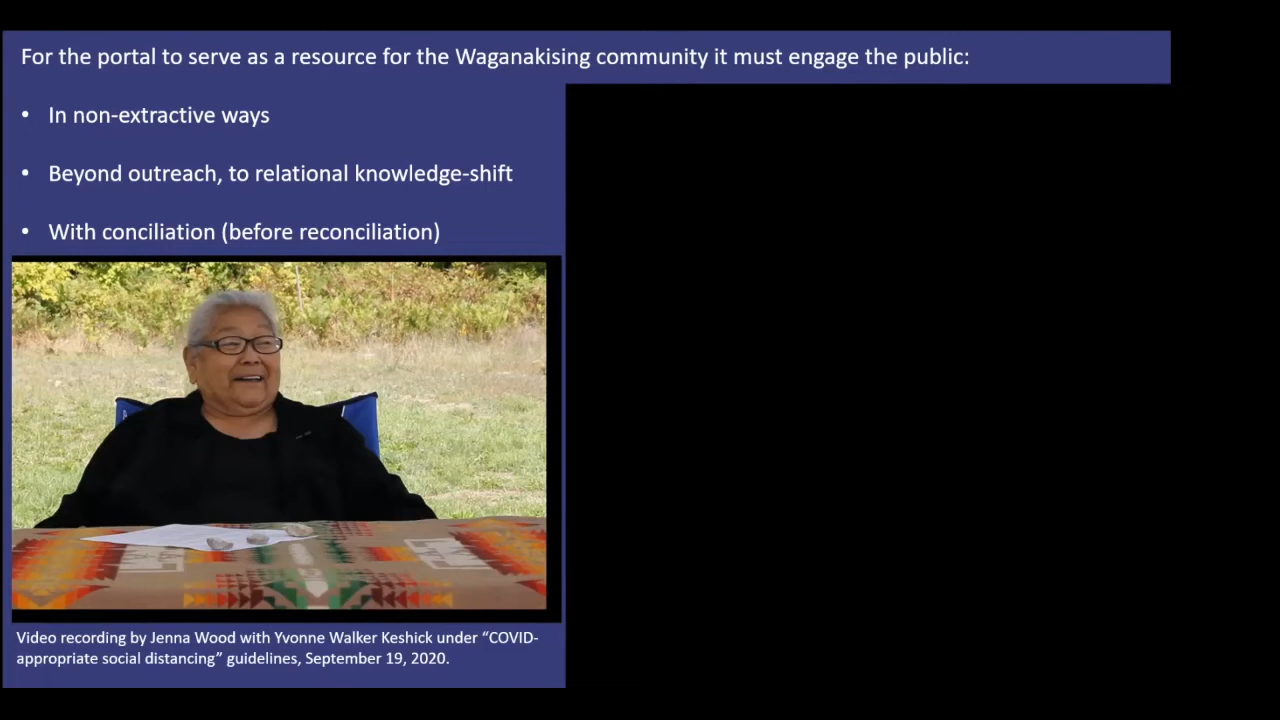 For the portal to serve as a resource for the Waganakising community it must engage the public:
• In non-extractive ways
• Beyond outreach, to relational knowledge-shift
• With conciliation (before reconciliation)
Video recording by Jenna Wood with Yvonne Walker Keshick under “COVID-
appropriate social distancing” guidelines, September 19, 2020.